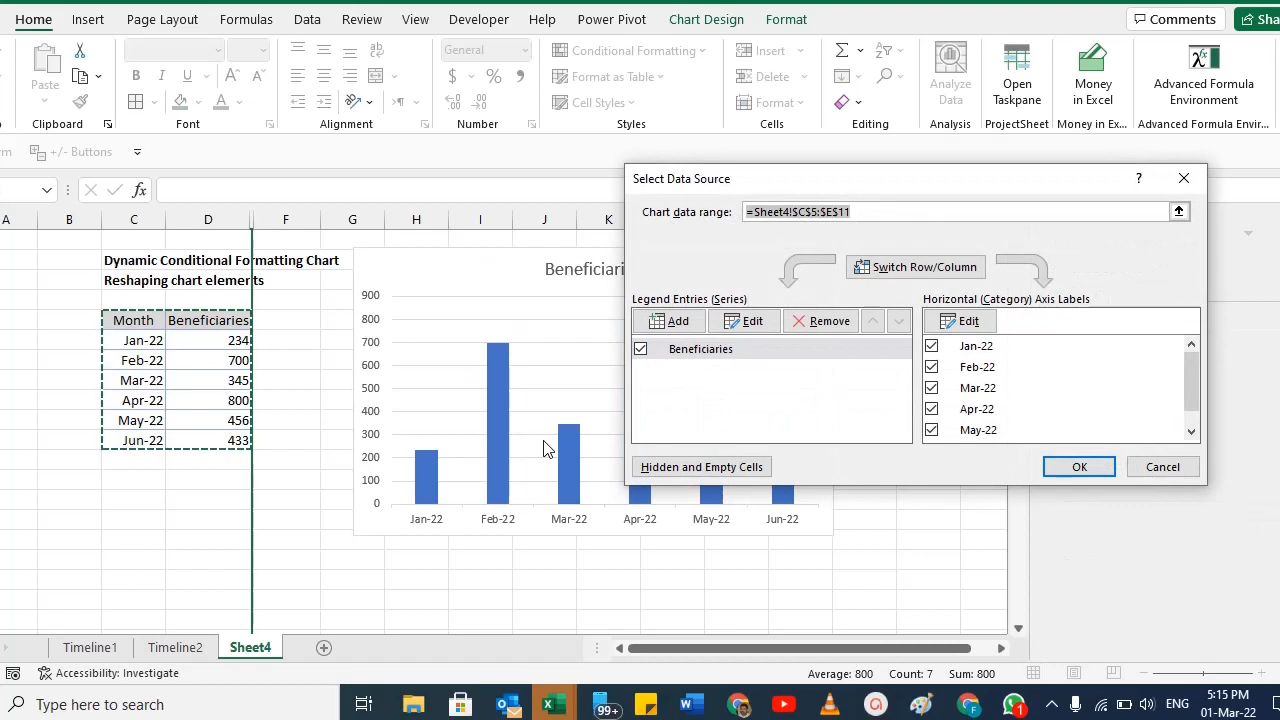 Home Insert Page Layout Formulas Data Review View Developer Help Power Pivot Chart Design Format Comments Sha
Paste
B I U A A
General
$ % 9
Conditional Formatting
Format as Table
Cell Styles
Insert
Delete
Format
Analyze
Data
Open
Taskpane
Money
in Excel
Advanced Formula
Environment
Clipboard Font Alignment Number Styles Cells Editing Analysis ProjectSheet Money in Ex... Advanced Formula Envir...
rm +/- Buttons
fx
A B C D F G H I J K
Dynamic Conditional Formatting Chart
Reshaping chart elements
Month Beneficiaries
Jan-22 234
Feb-22 700
Mar-22 345
Apr-22 800
May-22 456
Jun-22 433
Beneficiari
900
800
700
600
500
400
300
200
100
0
Jan-22 Feb-22 Mar-22 Apr-22 May-22 Jun-22
Select Data Source ?
Chart data range: =Sheet4!$C$5:$E$11
Switch Row/Column
Legend Entries (Series)
Add Edit Remove
Beneficiaries
Horizontal (Category) Axis Labels
Edit
Jan-22
Feb-22
Mar-22
Apr-22
May-22
Hidden and Empty Cells OK Cancel
Timeline1 Timeline2 Sheet4
Accessibility: Investigate Average: 800 Count: 7 Sum: 800
Type here to search 99+ 1 ENG
5:15 PM
01-Mar-22